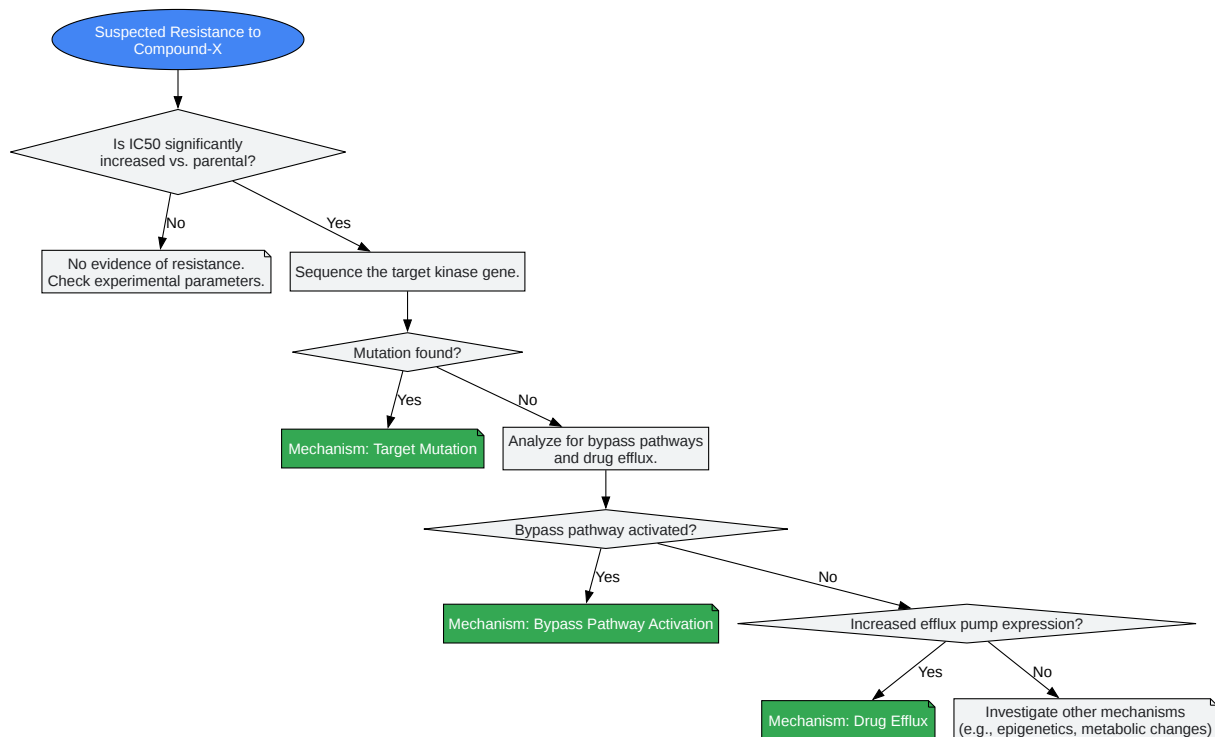 Suspected Resistance to
Compound-X
Is IC50 significantly
increased vs. parental?
No
Yes
No evidence of resistance.
Check experimental parameters.
Sequence the target kinase gene.
Mutation found?
Yes
No
Mechanism: Target Mutation
Analyze for bypass pathways
and drug efflux.
Bypass pathway activated?
Yes
No
Mechanism: Bypass Pathway Activation
Increased efflux pump expression?
Yes
No
Mechanism: Drug Efflux
Investigate other mechanisms
(e.g., epigenetics, metabolic changes)